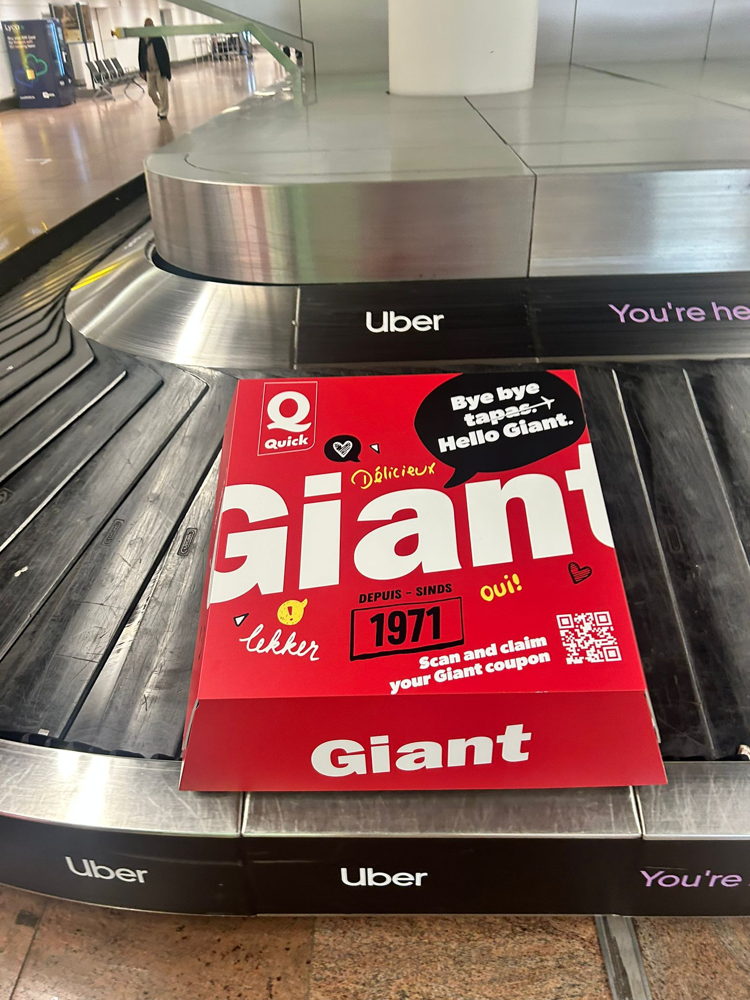 Lyca
Uber
You're he
Q
Quick
Bye bye
tapas.
Hello Giant.
Délicieux
Giant
DEPUIS - SINDS
1971
oui!
lekker
Scan and claim
your Giant coupon
Giant
Uber
Uber
You're